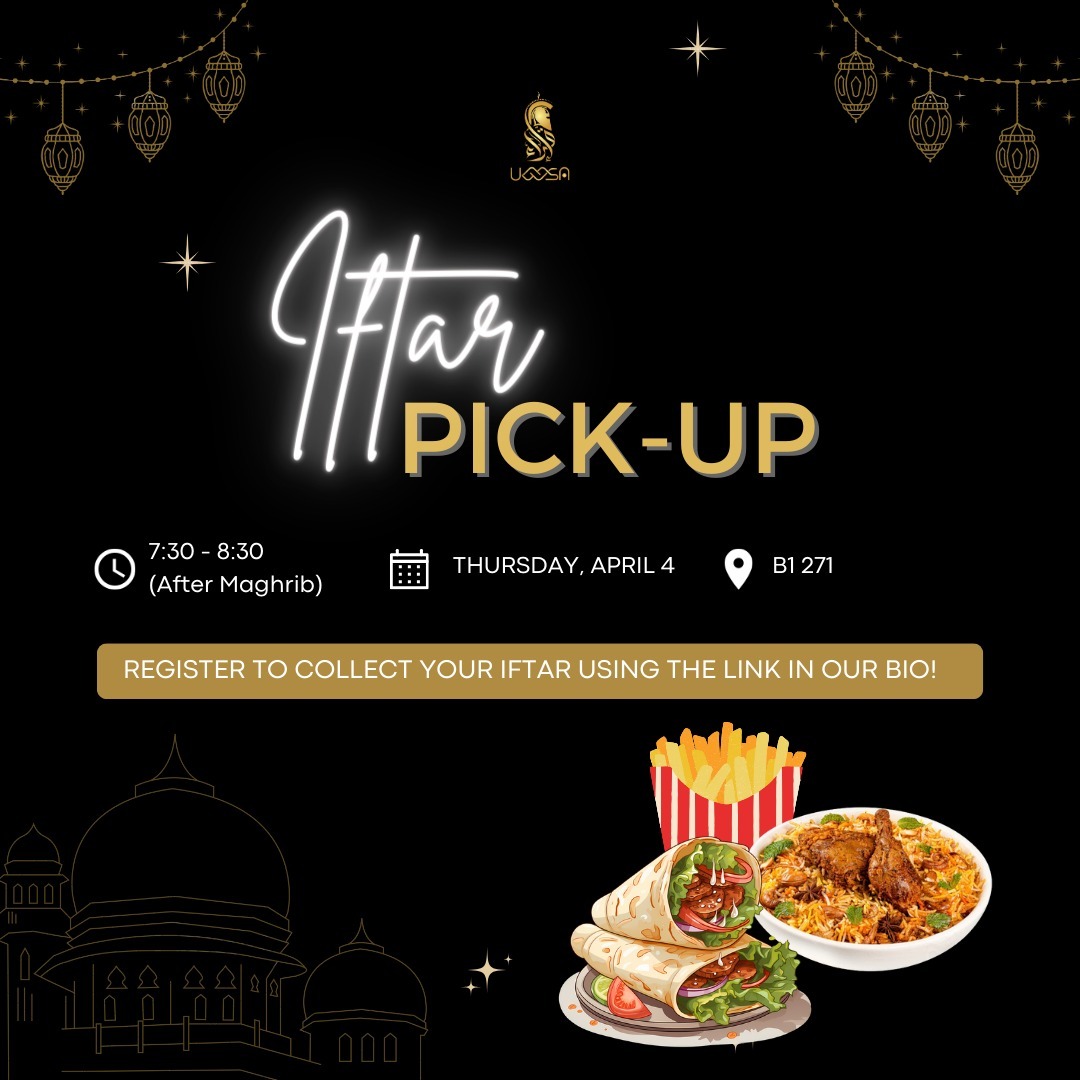 Iftar
PICK-UP
7:30 - 8:30
(After Maghrib)
THURSDAY, APRIL 4
B1 271
REGISTER TO COLLECT YOUR IFTAR USING THE LINK IN OUR BIO!